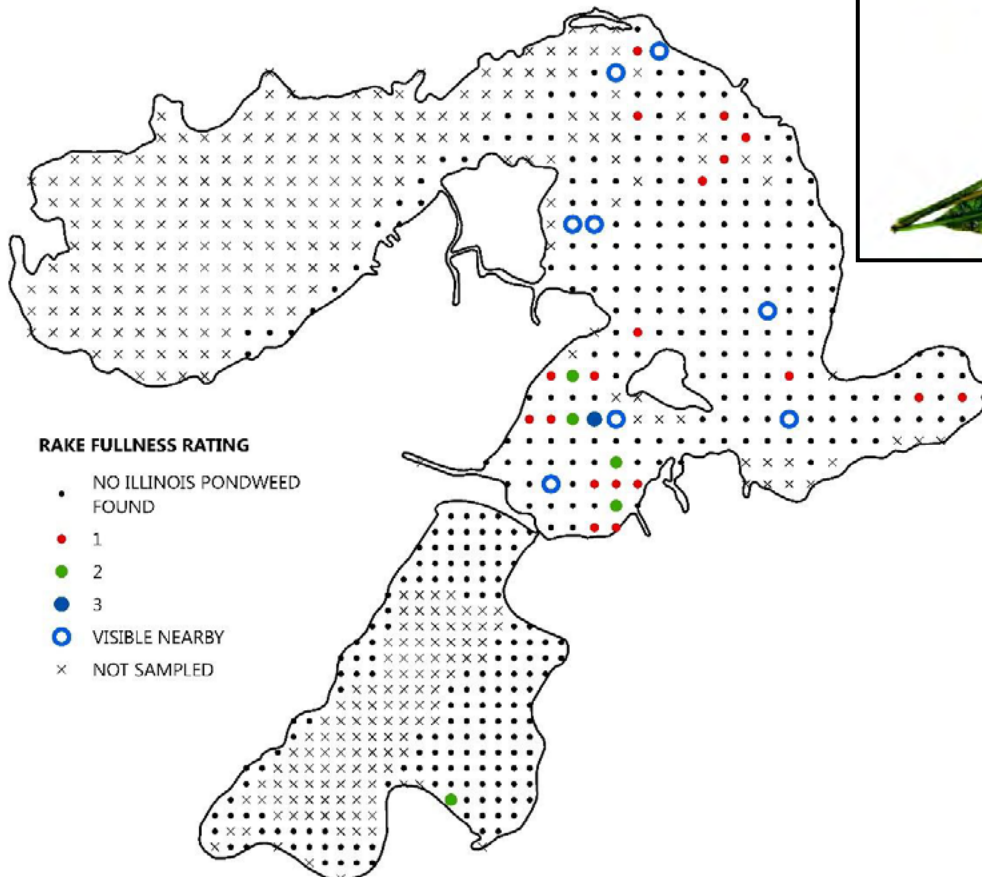 RAKE FULLNESS RATING
NO ILLINOIS PONDWEED
FOUND
1
2
3
VISIBLE NEARBY
NOT SAMPLED